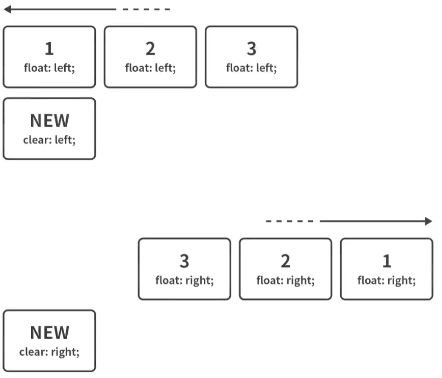 1 2 3
float: left; float: left; float: left;
NEW
clear: left;
3 2 1
float: right; float: right; float: right;
NEW
clear: right;